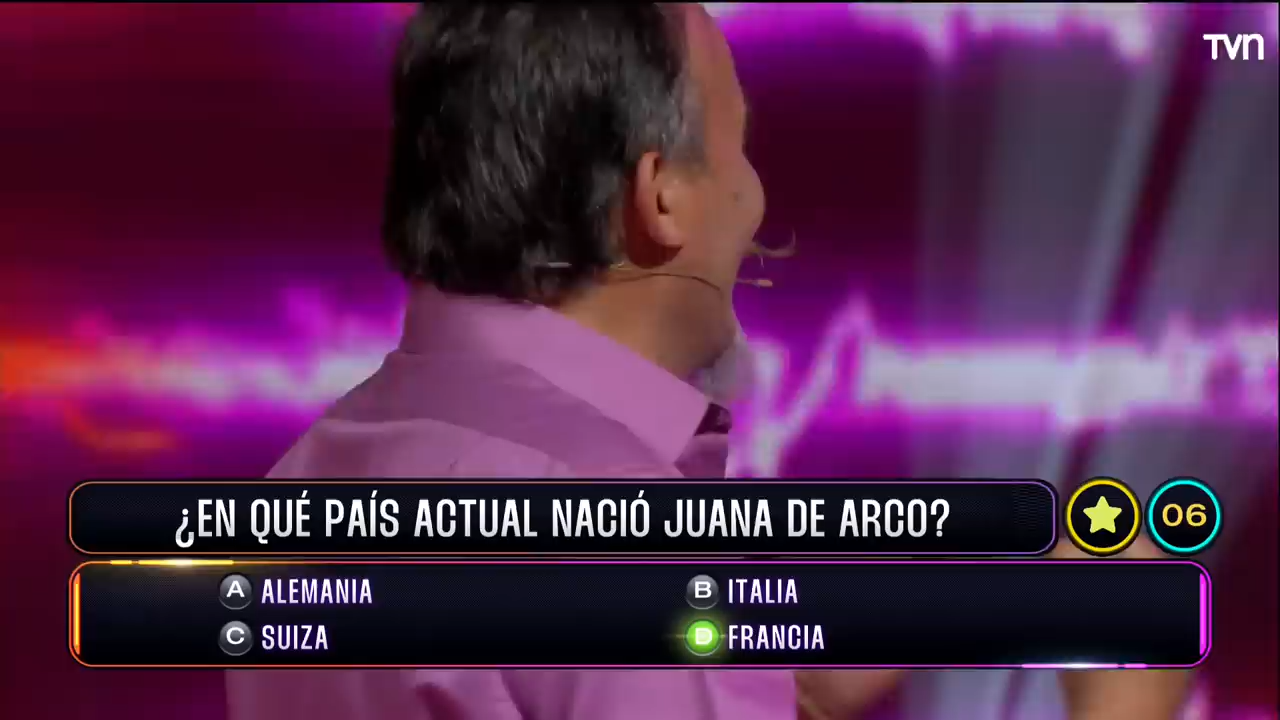 TVN
¿EN QUÉ PAÍS ACTUAL NACIÓ JUANA DE ARCO?
06
A ALEMANIA
B ITALIA
C SUIZA
D FRANCIA